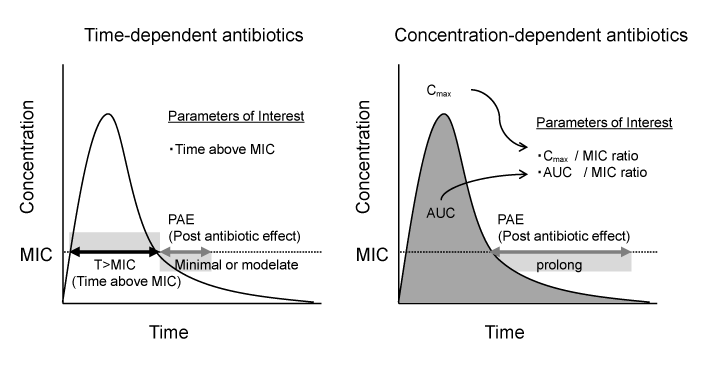 Time-dependent antibiotics
Concentration
Parameters of Interest
・Time above MIC
PAE
(Post antibiotic effect)
MIC
T>MIC
(Time above MIC)
Minimal or modelate
Time
Concentration-dependent antibiotics
Concentration
Cmax
Parameters of Interest
・Cmax / MIC ratio
・AUC / MIC ratio
AUC
PAE
(Post antibiotic effect)
MIC
prolong
Time